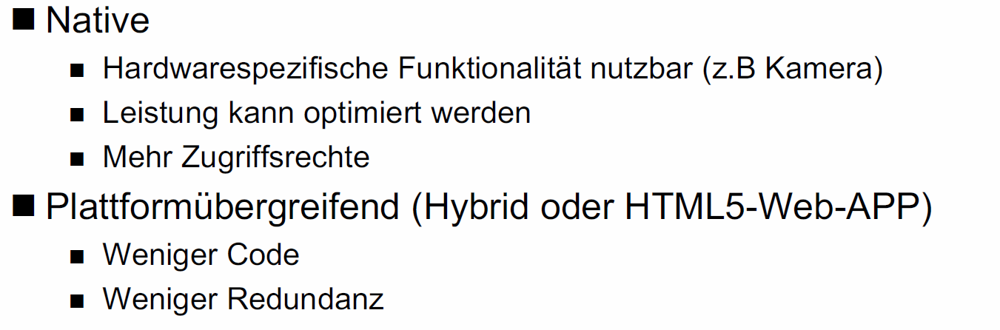 Native
Hardwarespezifische Funktionalität nutzbar (z.B Kamera)
Leistung kann optimiert werden
Mehr Zugriffsrechte
Plattformübergreifend (Hybrid oder HTML5-Web-APP)
Weniger Code
Weniger Redundanz